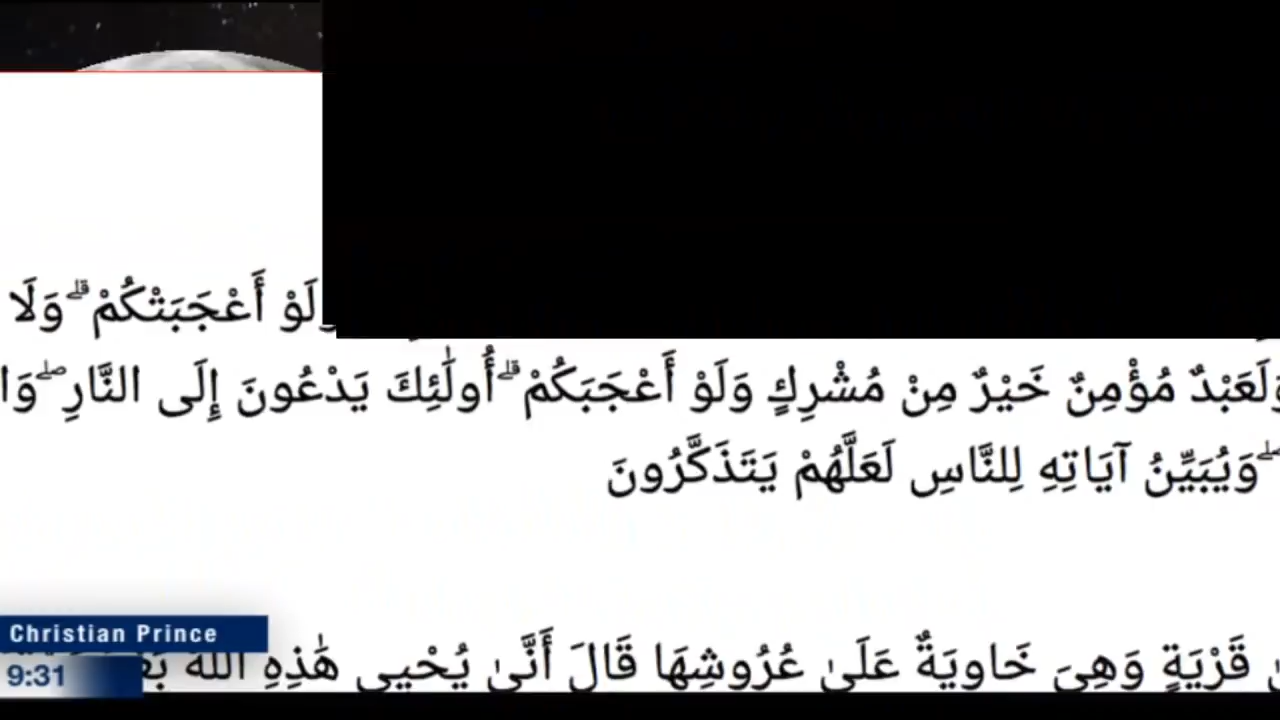 لَوْ أَعْجَبَتْكُمْ ۗ وَلَا
وَلَعَبْدٌ مُؤْمِنٌ خَيْرٌ مِنْ مُشْرِكٍ وَلَوْ أَعْجَبَكُمْ ۗ أُولَٰئِكَ يَدْعُونَ إِلَى النَّارِ ۖ
ۖ وَيُبَيِّنُ آيَاتِهِ لِلنَّاسِ لَعَلَّهُمْ يَتَذَكَّرُونَ
قَرْيَةٍ وَهِيَ خَاوِيَةٌ عَلَىٰ عُرُوشِهَا قَالَ أَنَّىٰ يُحْيِي هَٰذِهِ اللَّهُ
Christian Prince
9:31